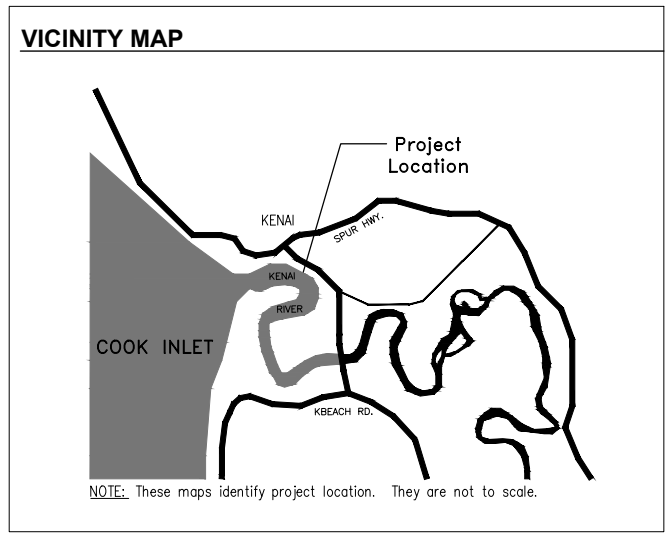 VICINITY MAP
Project
Location
KENAI
SPUR HWY.
KENAI
RIVER
COOK INLET
KBEACH RD.
NOTE: These maps identify project location. They are not to scale.